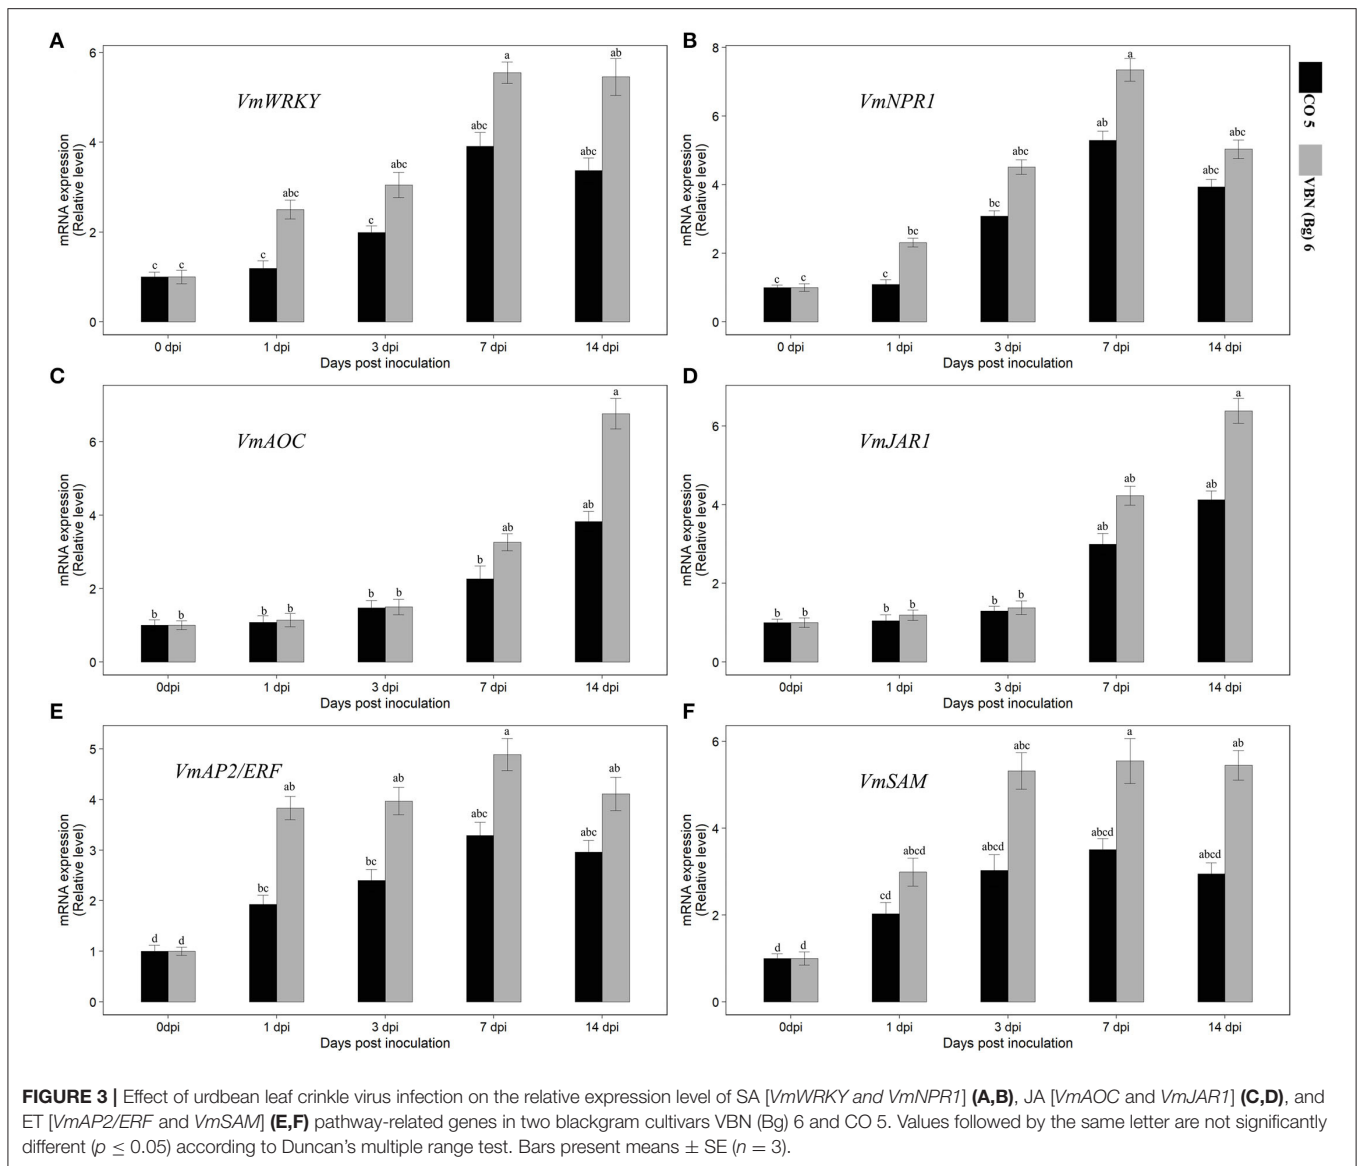 A
VmWRKY
mRNA expression
(Relative level)
6
4
2
0
c
c
c
abc
c
abc
abc
a
abc
ab
0 dpi
1 dpi
3 dpi
7 dpi
14 dpi
Days post inoculation
B
VmNPR1
mRNA expression
(Relative level)
8
6
4
2
0
c
c
c
bc
bc
abc
ab
a
abc
abc
0 dpi
1 dpi
3 dpi
7 dpi
14 dpi
Days post inoculation
CO 5
VBN (Bg) 6
C
VmAOC
mRNA expression
(Relative level)
6
4
2
0
b
b
b
b
b
b
b
ab
ab
a
0dpi
1 dpi
3 dpi
7 dpi
14 dpi
Days post inoculation
D
VmJAR1
mRNA expression
(Relative level)
6
4
2
0
b
b
b
b
b
b
ab
ab
ab
a
0 dpi
1 dpi
3 dpi
7 dpi
14 dpi
Days post inoculation
E
VmAP2/ERF
mRNA expression
(Relative level)
5
4
3
2
1
0
d
d
bc
ab
bc
ab
abc
a
abc
ab
0dpi
1 dpi
3 dpi
7 dpi
14 dpi
Days post inoculation
F
VmSAM
mRNA expression
(Relative level)
6
4
2
0
d
d
cd
abcd
abcd
abc
abcd
a
abcd
ab
0dpi
1 dpi
3 dpi
7 dpi
14 dpi
Days post inoculation
FIGURE 3 | Effect of urdbean leaf crinkle virus infection on the relative expression level of SA [VmWRKY and VmNPR1] (A,B), JA [VmAOC and VmJAR1] (C,D), and
ET [VmAP2/ERF and VmSAM] (E,F) pathway-related genes in two blackgram cultivars VBN (Bg) 6 and CO 5. Values followed by the same letter are not significantly
different (p ≤ 0.05) according to Duncan's multiple range test. Bars present means ± SE (n = 3).